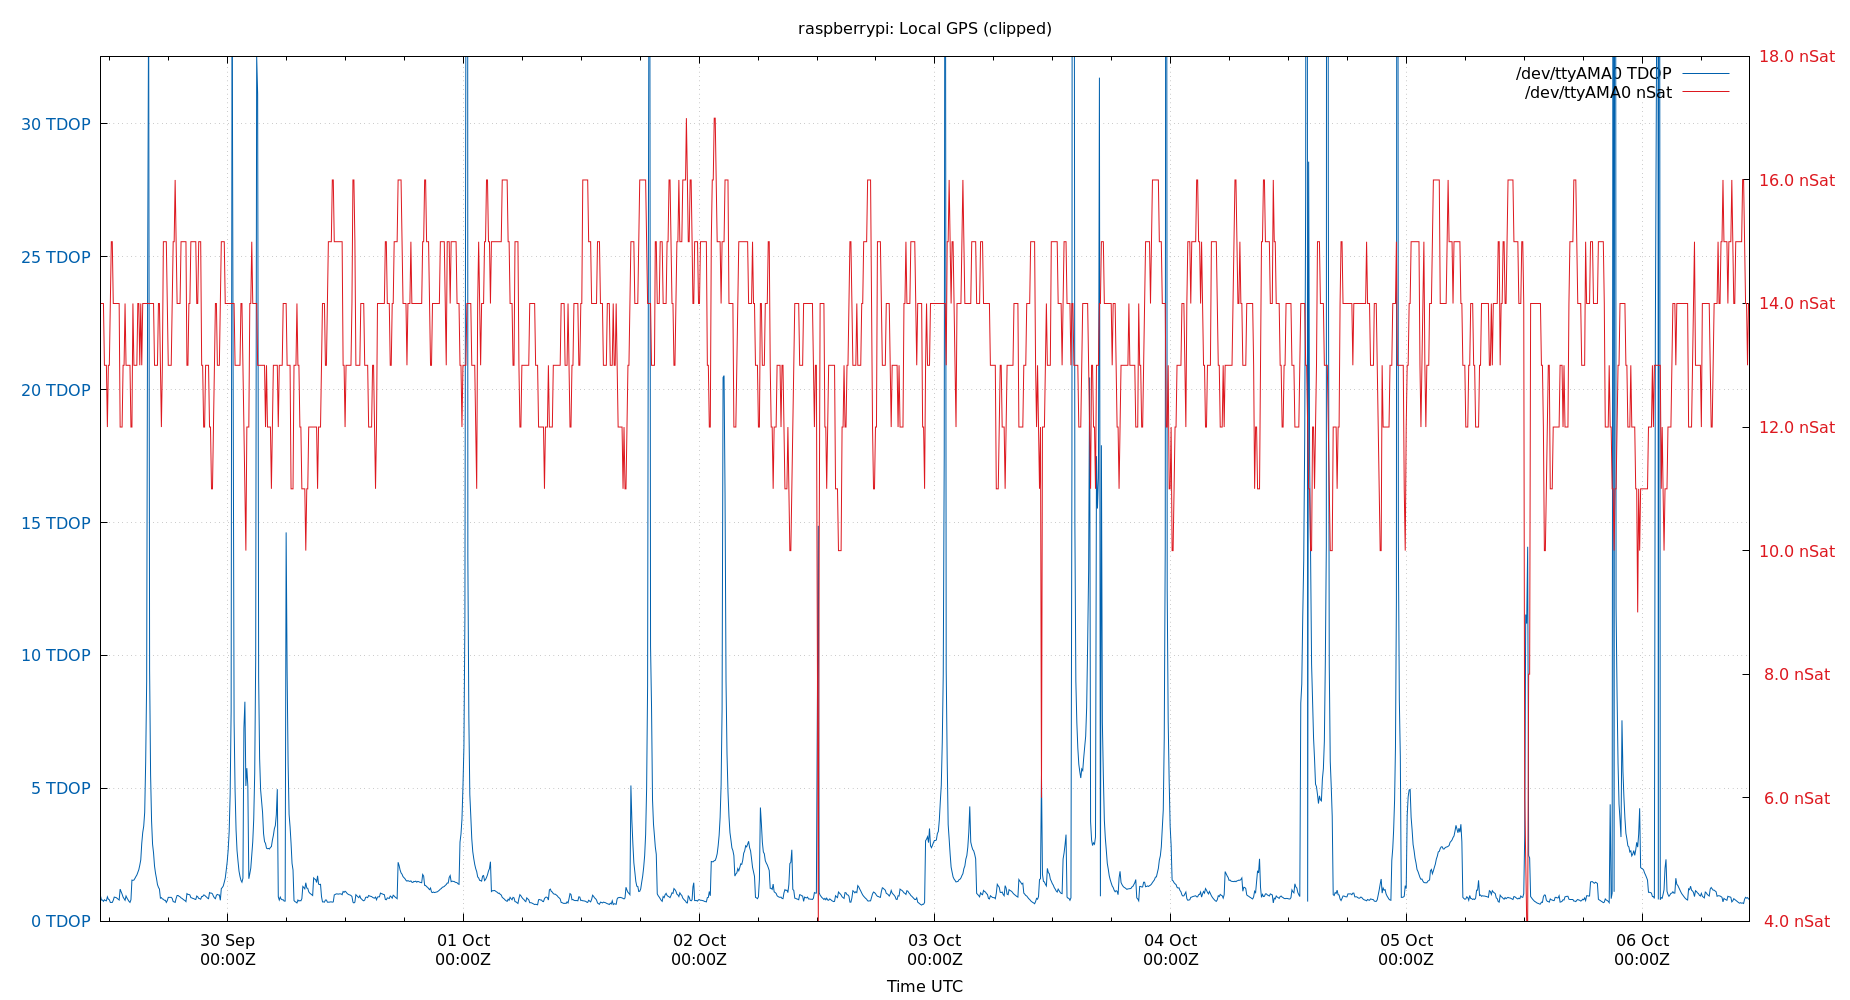 raspberrypi: Local GPS (clipped)
18.0 nSat
/dev/ttyAMA0 TDOP
/dev/ttyAMA0 nSat
30 TDOP
16.0 nSat
25 TDOP
14.0 nSat
20 TDOP
12.0 nSat
15 TDOP
10.0 nSat
10 TDOP
8.0 nSat
5 TDOP
6.0 nSat
0 TDOP
4.0 nSat
30 Sep
00:00Z
01 Oct
00:00Z
02 Oct
00:00Z
03 Oct
00:00Z
04 Oct
00:00Z
05 Oct
00:00Z
06 Oct
00:00Z
Time UTC